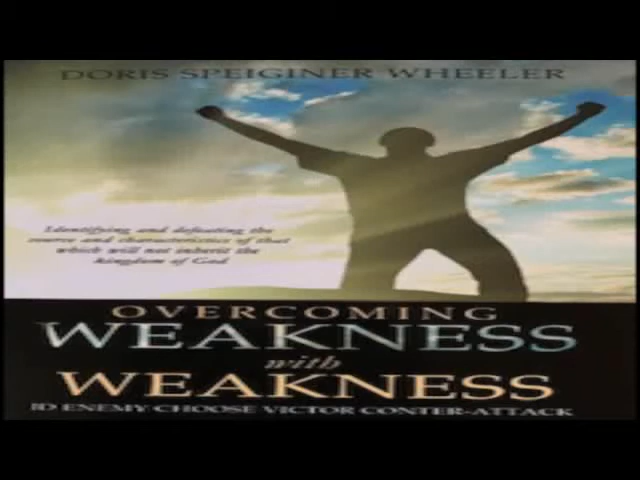 DORIS SPEIGINER WHEELER
Identifying and defeating the
source and characteristics of that
which will not inherit the
kingdom of God
OVERCOMING
WEAKNESS
with
WEAKNESS
ID ENEMY CHOOSE VICTOR CONTER-ATTACK